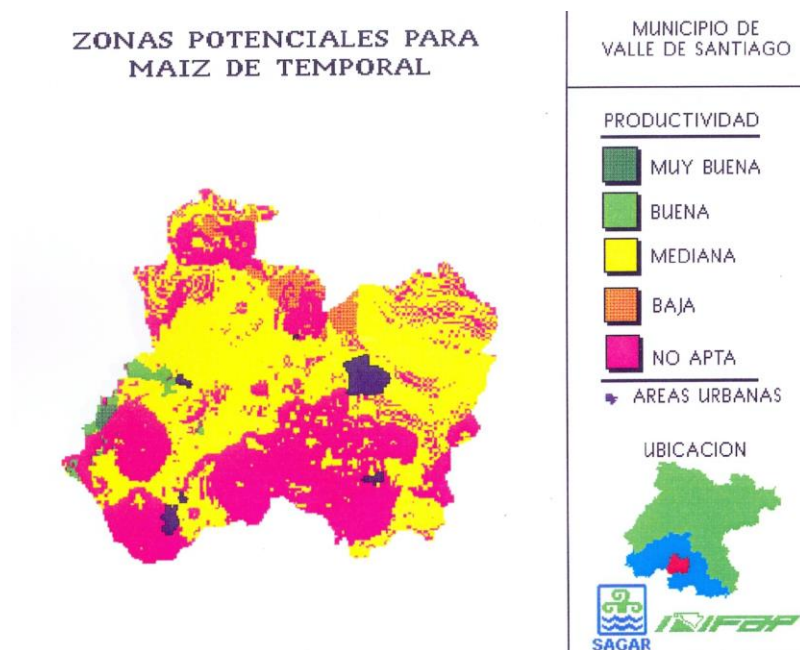 ZONAS POTENCIALES PARA
MAIZ DE TEMPORAL
MUNICIPIO DE
VALLE DE SANTIAGO
PRODUCTIVIDAD
MUY BUENA
BUENA
MEDIANA
BAJA
NO APTA
AREAS URBANAS
UBICACION
SAGAR
INIFAP